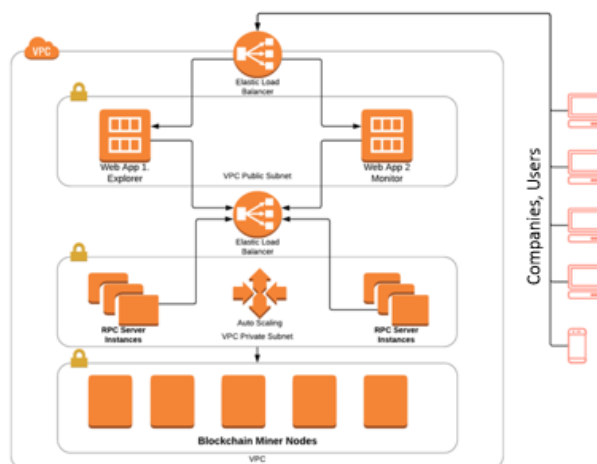 VPC
Elastic Load
Balancer
Web App 1.
Explorer
VPC Public Subnet
Web App 2
Monitor
Elastic Load
Balancer
RPC Server
Instances
Auto Scaling
VPC Private Subnet
RPC Server
Instances
Blockchain Miner Nodes
VPC
Companies, Users